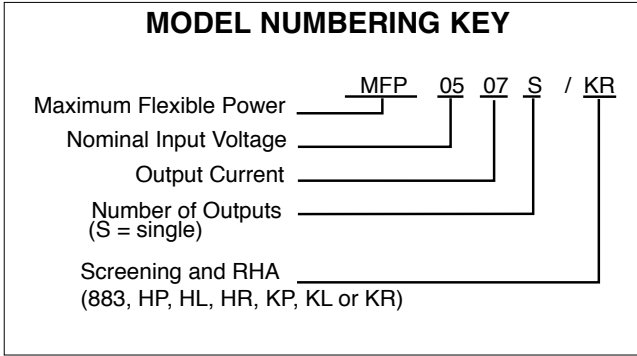 MODEL NUMBERING KEY
MFP 05 07 S / KR
Maximum Flexible Power
Nominal Input Voltage
Output Current
Number of Outputs
(S = single)
Screening and RHA
(883, HP, HL, HR, KP, KL or KR)